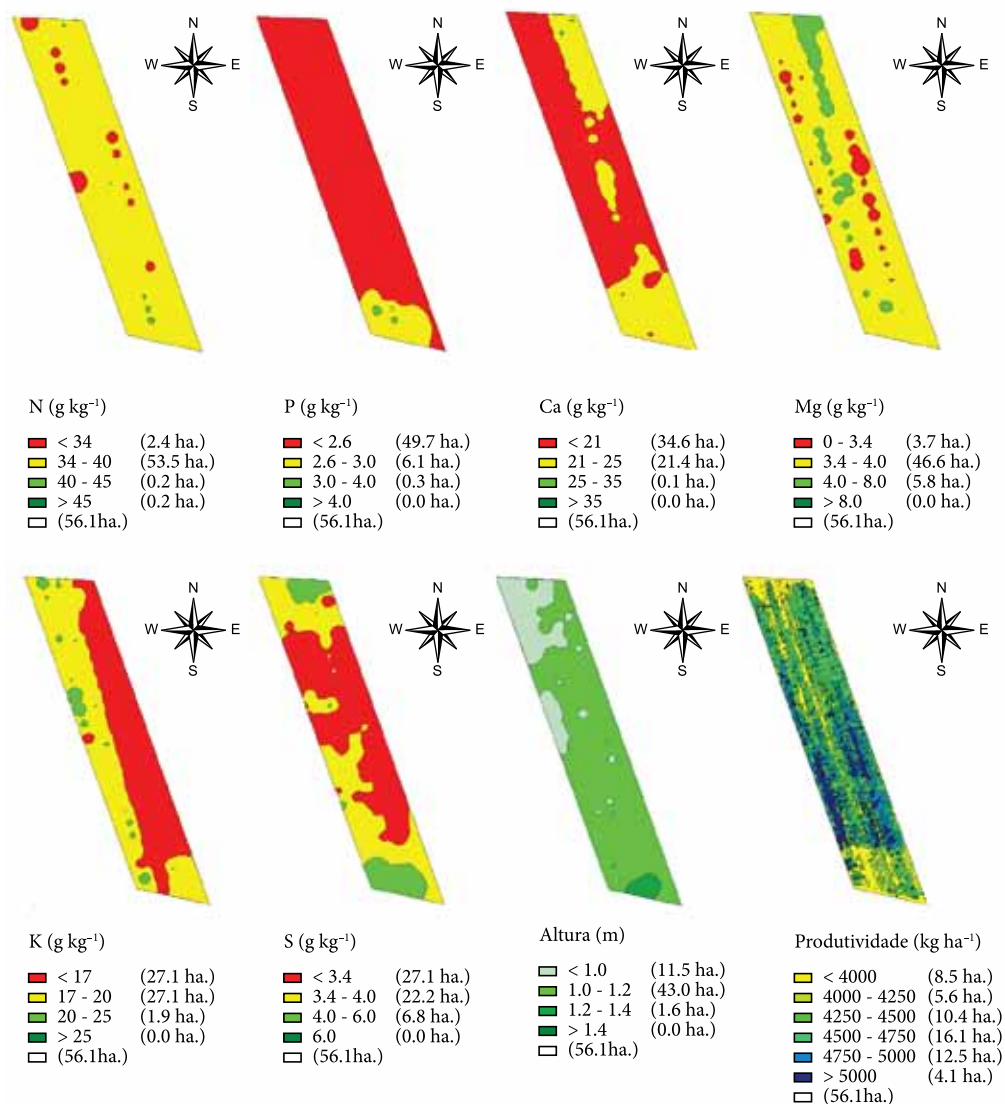 N
W E
S
N
W E
S
N
W E
S
N
W E
S
N (g kg⁻¹)
< 34 (2.4 ha.)
34 - 40 (53.5 ha.)
40 - 45 (0.2 ha.)
> 45 (0.2 ha.)
(56.1ha.)
P (g kg⁻¹)
< 2.6 (49.7 ha.)
2.6 - 3.0 (6.1 ha.)
3.0 - 4.0 (0.3 ha.)
> 4.0 (0.0 ha.)
(56.1ha.)
Ca (g kg⁻¹)
< 21 (34.6 ha.)
21 - 25 (21.4 ha.)
25 - 35 (0.1 ha.)
> 35 (0.0 ha.)
(56.1ha.)
Mg (g kg⁻¹)
0 - 3.4 (3.7 ha.)
3.4 - 4.0 (46.6 ha.)
4.0 - 8.0 (5.8 ha.)
> 8.0 (0.0 ha.)
(56.1ha.)
N
W E
S
N
W E
S
N
W E
S
N
W E
S
K (g kg⁻¹)
< 17 (27.1 ha.)
17 - 20 (27.1 ha.)
20 - 25 (1.9 ha.)
> 25 (0.0 ha.)
(56.1ha.)
S (g kg⁻¹)
< 3.4 (27.1 ha.)
3.4 - 4.0 (22.2 ha.)
4.0 - 6.0 (6.8 ha.)
6.0 (0.0 ha.)
(56.1ha.)
Altura (m)
< 1.0 (11.5 ha.)
1.0 - 1.2 (43.0 ha.)
1.2 - 1.4 (1.6 ha.)
> 1.4 (0.0 ha.)
(56.1ha.)
Produtividade (kg ha⁻¹)
< 4000 (8.5 ha.)
4000 - 4250 (5.6 ha.)
4250 - 4500 (10.4 ha.)
4500 - 4750 (16.1 ha.)
4750 - 5000 (12.5 ha.)
> 5000 (4.1 ha.)
(56.1ha.)